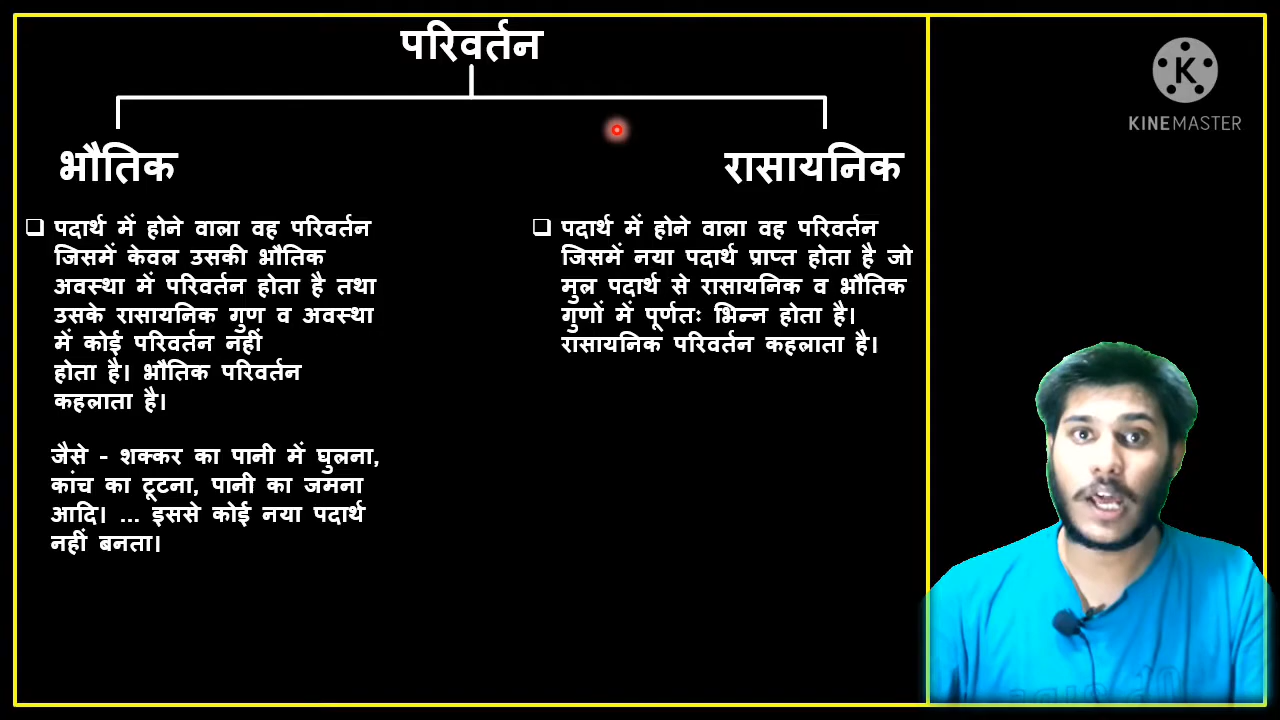 परिवर्तन
भौतिक
❑ पदार्थ में होने वाला वह परिवर्तन
जिसमें केवल उसकी भौतिक
अवस्था में परिवर्तन होता है तथा
उसके रासायनिक गुण व अवस्था
में कोई परिवर्तन नहीं
होता है। भौतिक परिवर्तन
कहलाता है।
जैसे - शक्कर का पानी में घुलना,
कांच का टूटना, पानी का जमना
आदि। ... इससे कोई नया पदार्थ
नहीं बनता।
रासायनिक
❑ पदार्थ में होने वाला वह परिवर्तन
जिसमें नया पदार्थ प्राप्त होता है जो
मुल पदार्थ से रासायनिक व भौतिक
गुणों में पूर्णतः भिन्न होता है।
रासायनिक परिवर्तन कहलाता है।
K
KINEMASTER